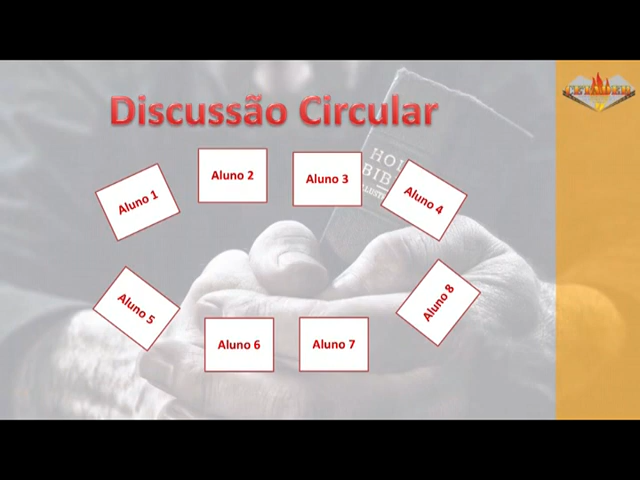 Discussão Circular
Aluno 1
Aluno 2
Aluno 3
Aluno 4
Aluno 5
Aluno 6
Aluno 7
Aluno 8